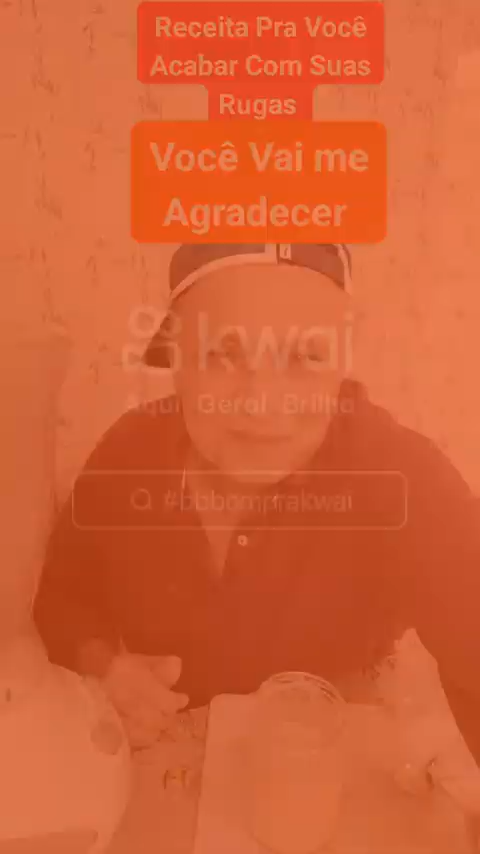 Receita Pra Você
Acabar Com Suas
Rugas
Você Vai me
Agradecer
kwai
Aqui Geral Brilha
#bbbomprakwai